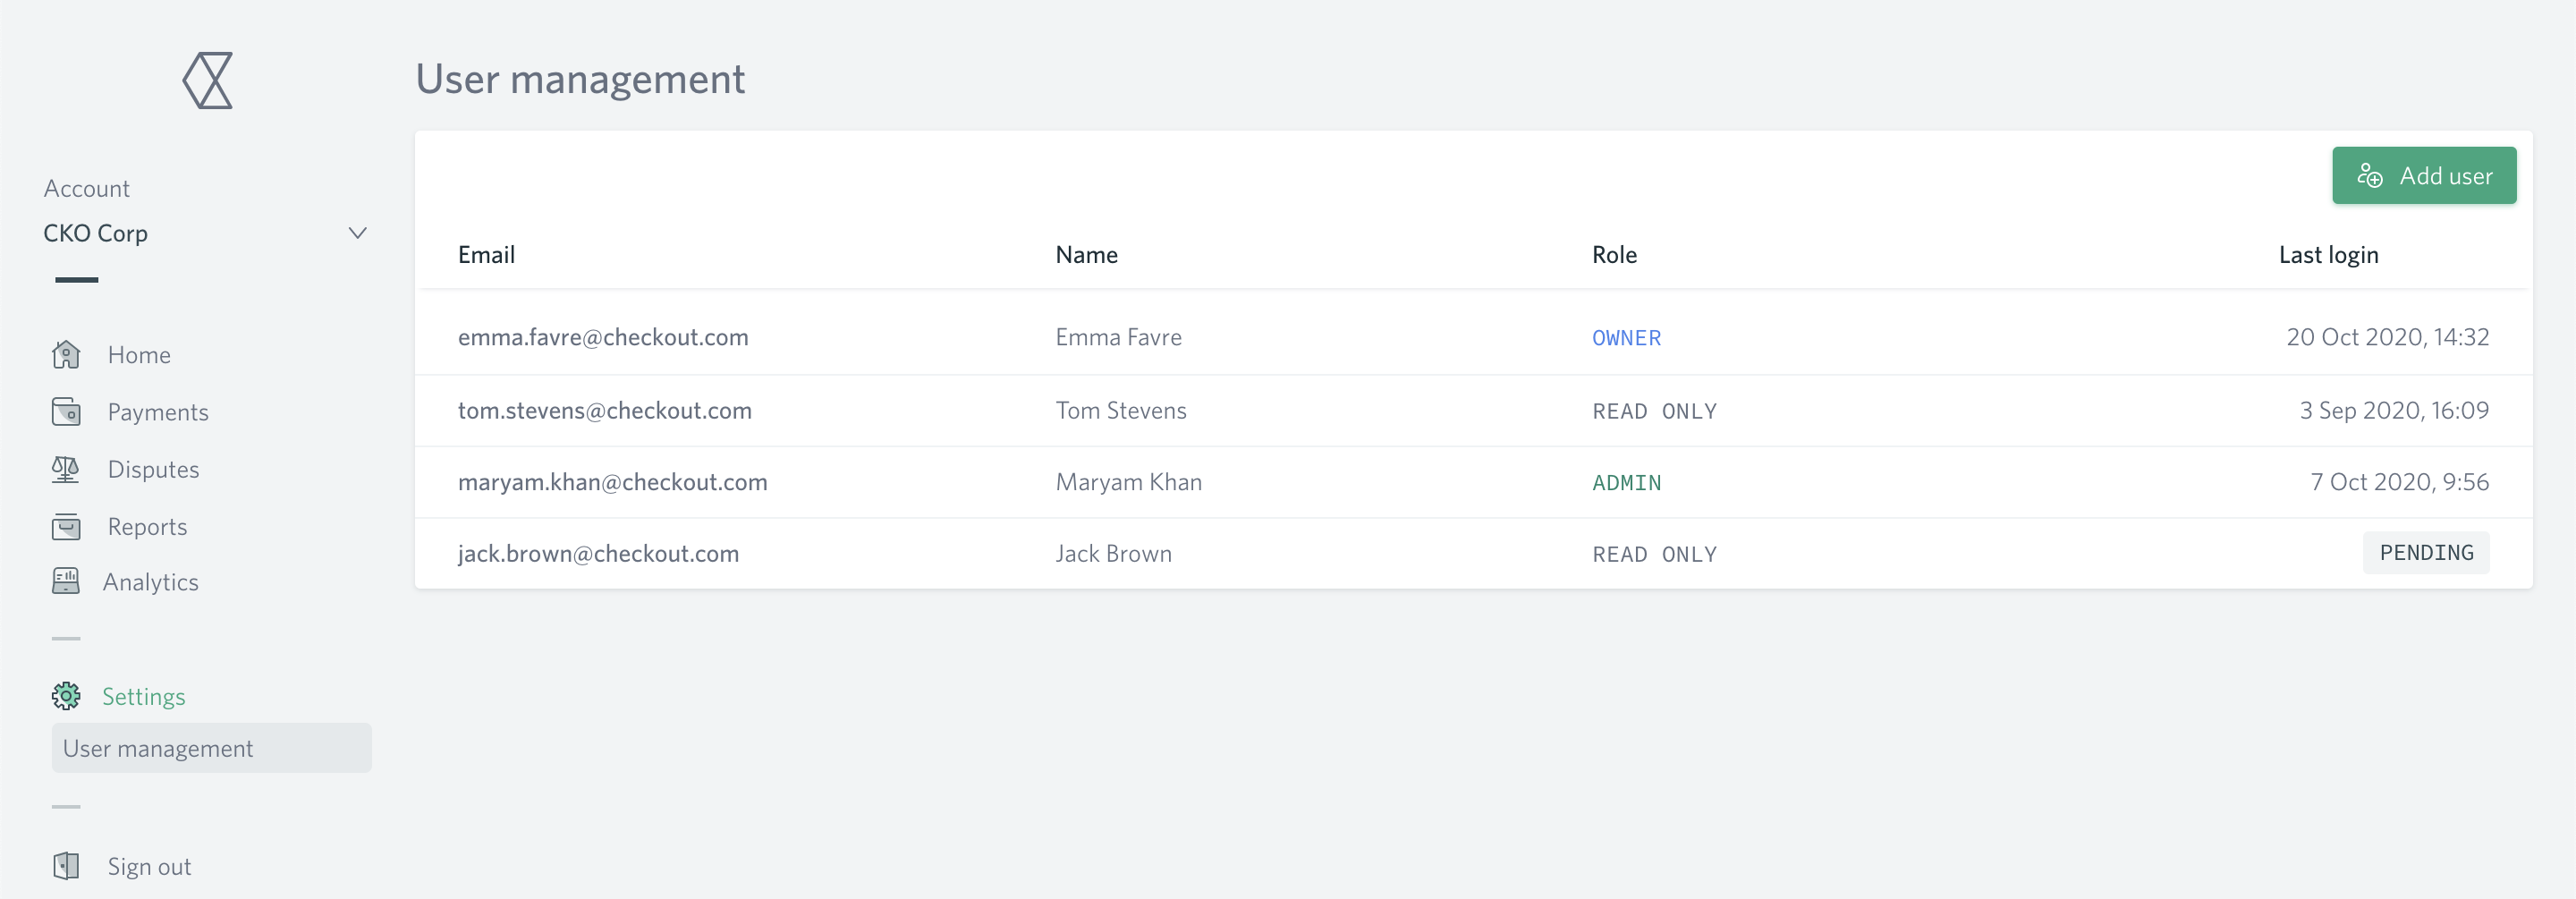 User management
Account
CKO Corp
Home
Payments
Disputes
Reports
Analytics
Settings
User management
Sign out
Add user
Email Name Role Last login
emma.favre@checkout.com Emma Favre OWNER 20 Oct 2020, 14:32
tom.stevens@checkout.com Tom Stevens READ ONLY 3 Sep 2020, 16:09
maryam.khan@checkout.com Maryam Khan ADMIN 7 Oct 2020, 9:56
jack.brown@checkout.com Jack Brown READ ONLY PENDING